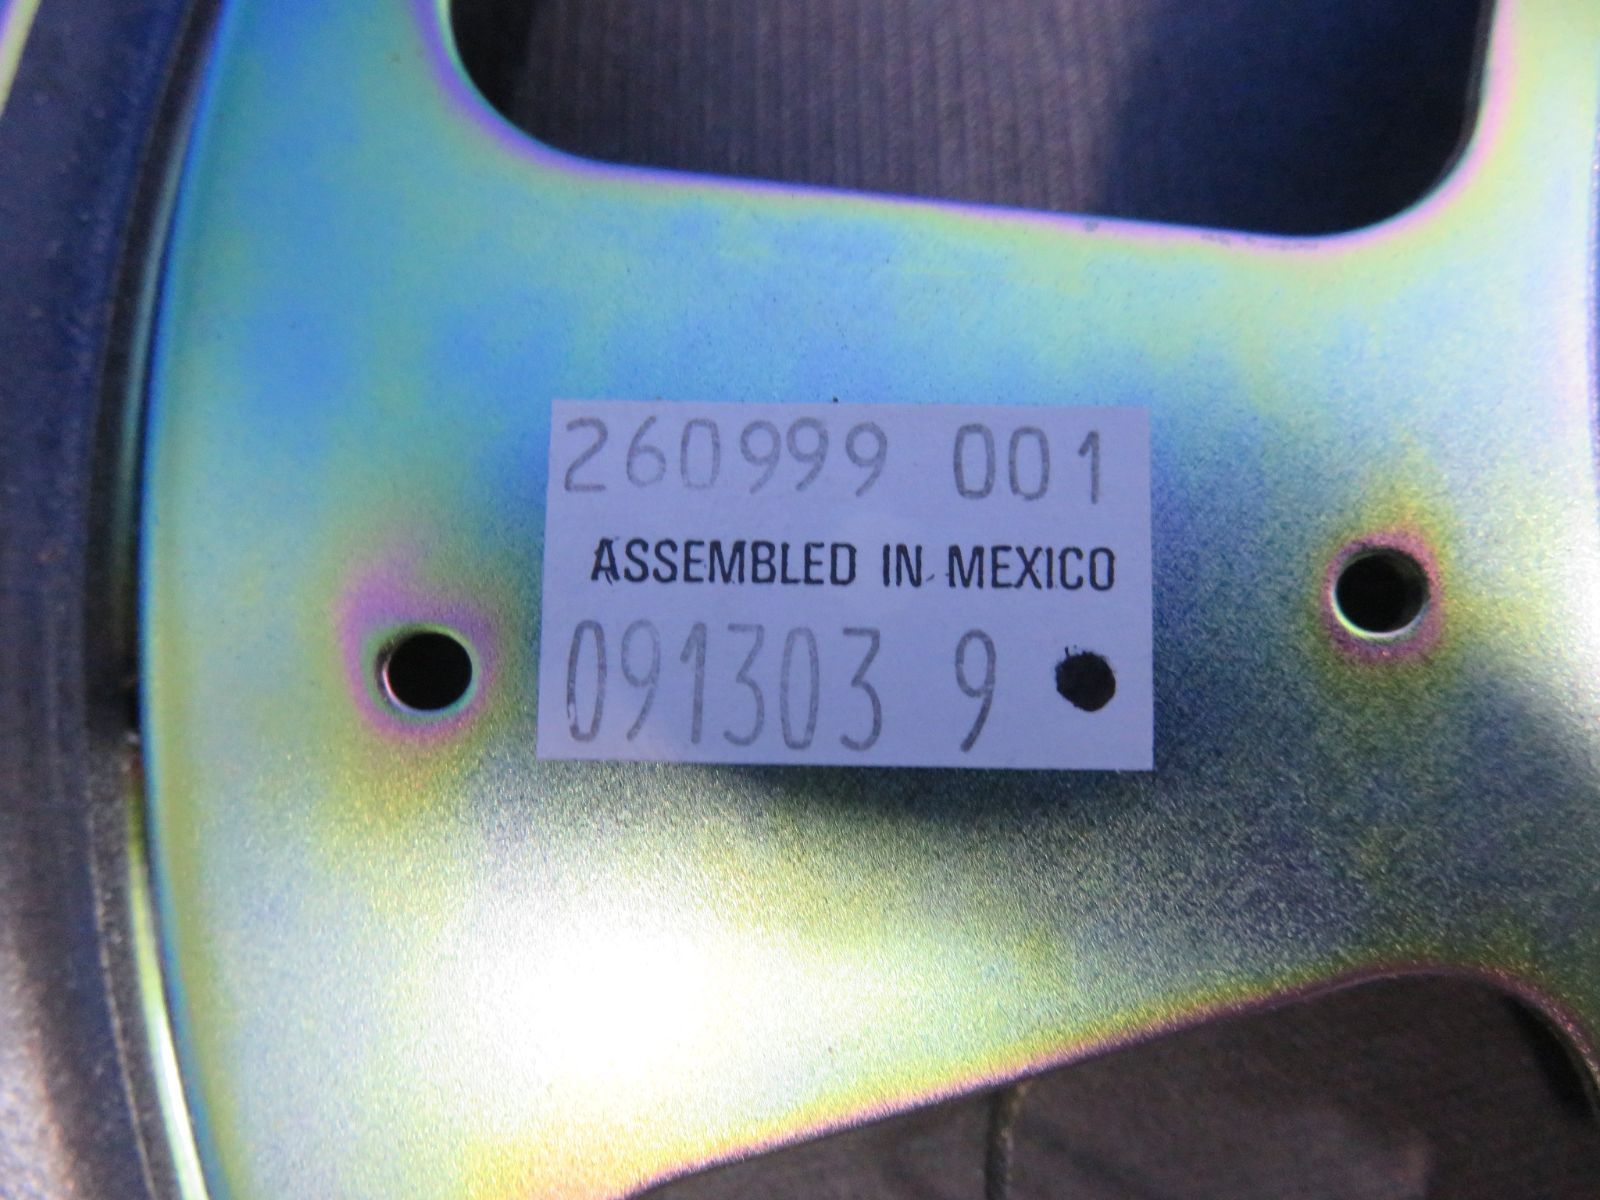 260999 001
ASSEMBLED IN MEXICO
091303 9